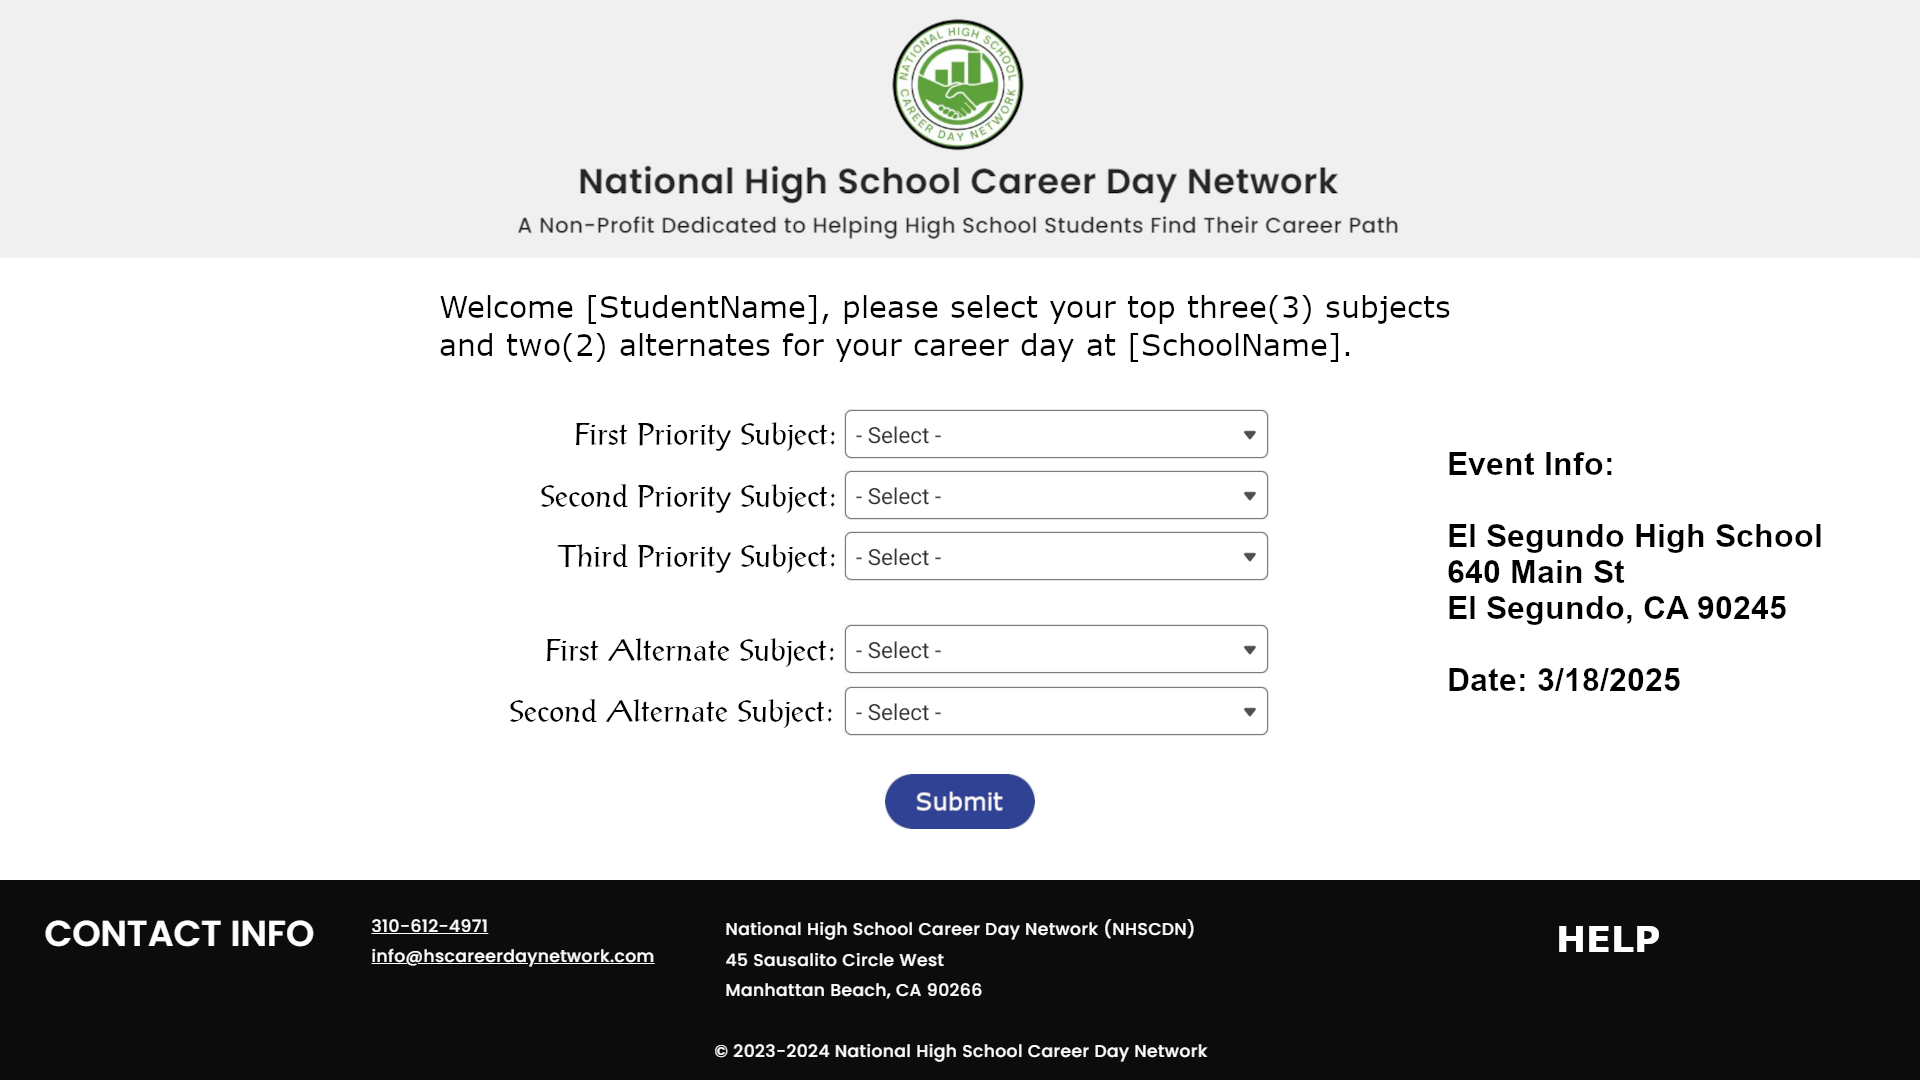 NATIONAL HIGH SCHOOL
CAREER DAY NETWORK
National High School Career Day Network
A Non-Profit Dedicated to Helping High School Students Find Their Career Path
Welcome [StudentName], please select your top three(3) subjects
and two(2) alternates for your career day at [SchoolName].
First Priority Subject: - Select -
Second Priority Subject: - Select -
Third Priority Subject: - Select -
First Alternate Subject: - Select -
Second Alternate Subject: - Select -
Submit
Event Info:
El Segundo High School
640 Main St
El Segundo, CA 90245
Date: 3/18/2025
CONTACT INFO
310-612-4971
info@hscareerdaynetwork.com
National High School Career Day Network (NHSCDN)
45 Sausalito Circle West
Manhattan Beach, CA 90266
HELP
© 2023-2024 National High School Career Day Network